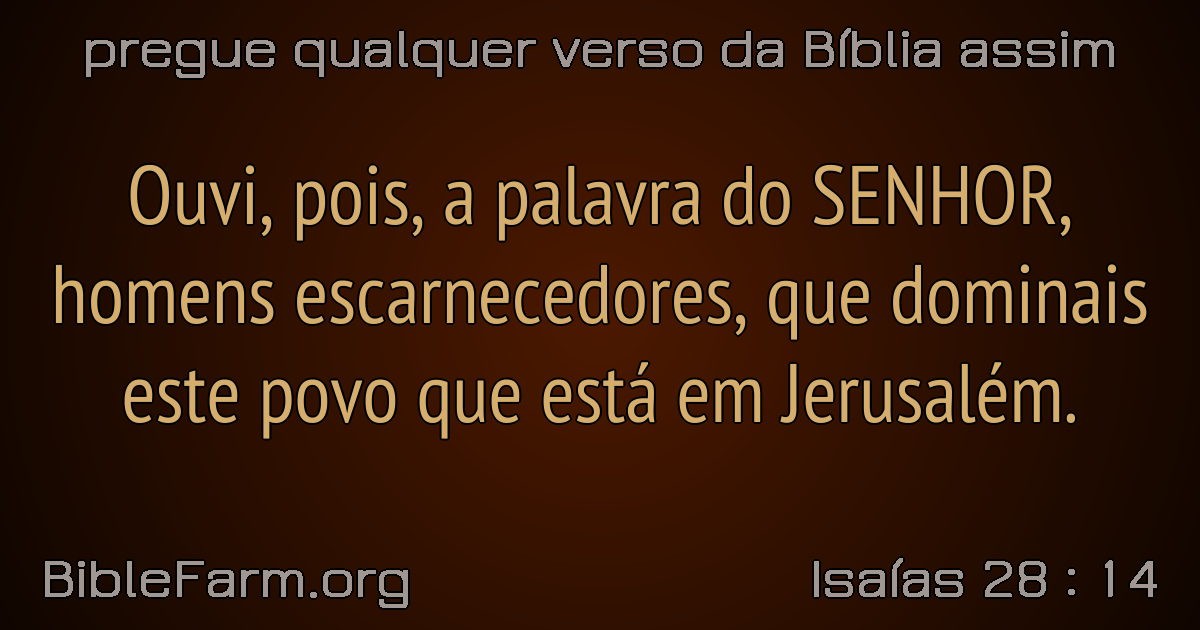 pregue qualquer verso da Bíblia assim
Ouvi, pois, a palavra do SENHOR,
homens escarnecedores, que dominais
este povo que está em Jerusalém.
BibleFarm.org
Isaías 28 : 14